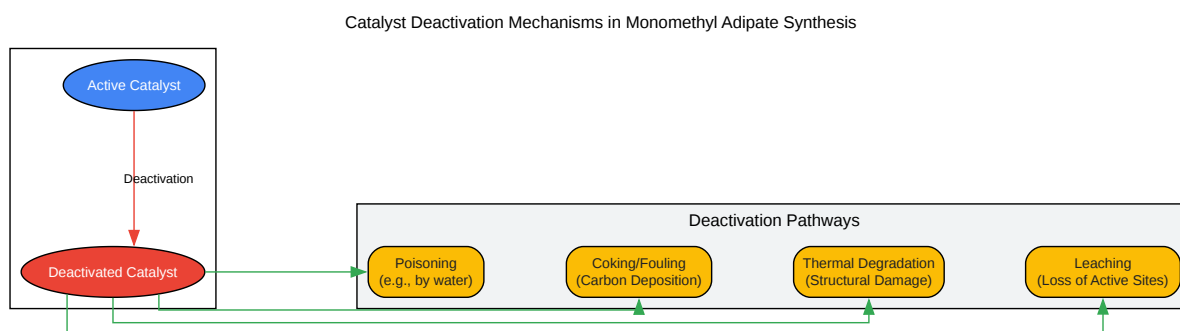 Catalyst Deactivation Mechanisms in Monomethyl Adipate Synthesis
Active Catalyst
Deactivation
Deactivated Catalyst
Deactivation Pathways
Poisoning
(e.g., by water)
Coking/Fouling
(Carbon Deposition)
Thermal Degradation
(Structural Damage)
Leaching
(Loss of Active Sites)